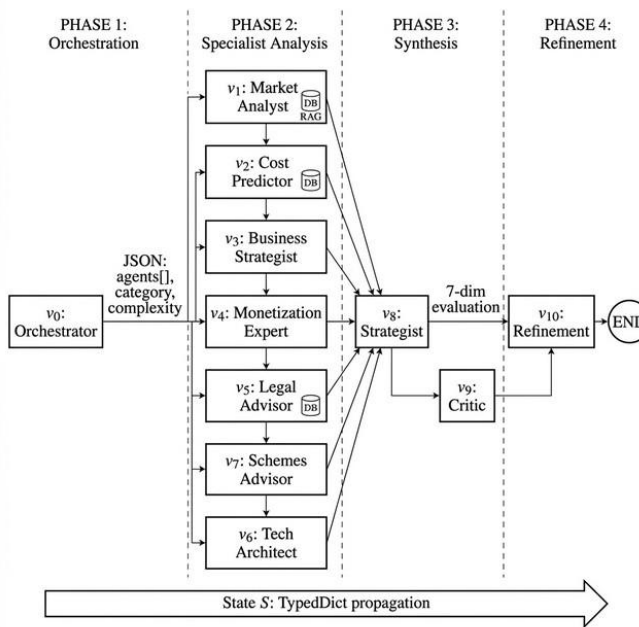 PHASE 1:
Orchestration
PHASE 2:
Specialist Analysis
PHASE 3:
Synthesis
PHASE 4:
Refinement
v₁: Market
Analyst
DB
RAG
v₂: Cost
Predictor
DB
v₃: Business
Strategist
JSON:
agents[],
category,
complexity
v₀:
Orchestrator
v₄: Monetization
Expert
v₈:
Strategist
7-dim
evaluation
v₁₀:
Refinement
END
v₅: Legal
Advisor
DB
v₉:
Critic
v₇: Schemes
Advisor
v₆: Tech
Architect
State S: TypedDict propagation